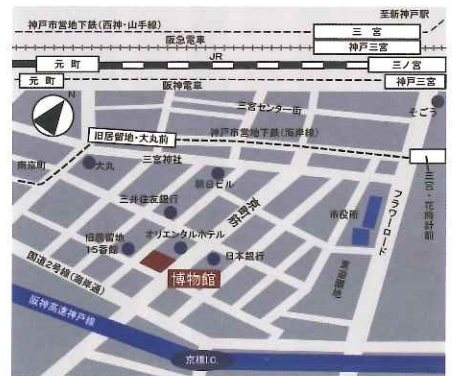 至新神戸駅
神戸市営地下鉄(西神・山手線)
三宮
阪急電車
神戸三宮
JR
元町
三ノ宮
元町
阪神電車
神戸三宮
N
三宮センター街
そごう
旧居留地・大丸前
神戸市営地下鉄(海岸線)
南京町
大丸
三宮神社
朝日ビル
三宮・花時計前
フラワーロード
三井住友銀行
京町筋
市役所
旧居留地
15番館
オリエンタルホテル
日本銀行
東遊園地
国道2号線(海岸通)
博物館
阪神高速神戸線
京橋I.C.